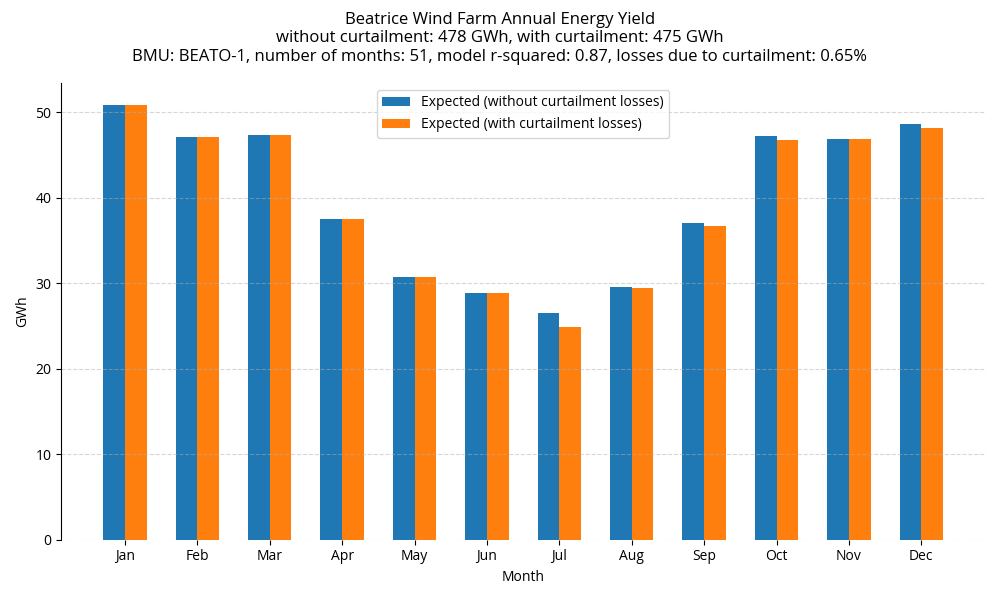 Beatrice Wind Farm Annual Energy Yield
without curtailment: 478 GWh, with curtailment: 475 GWh
BMU: BEATO-1, number of months: 51, model r-squared: 0.87, losses due to curtailment: 0.65%
Expected (without curtailment losses)
Expected (with curtailment losses)
GWh
50
40
30
20
10
0
Jan Feb Mar Apr May Jun Jul Aug Sep Oct Nov Dec
Month